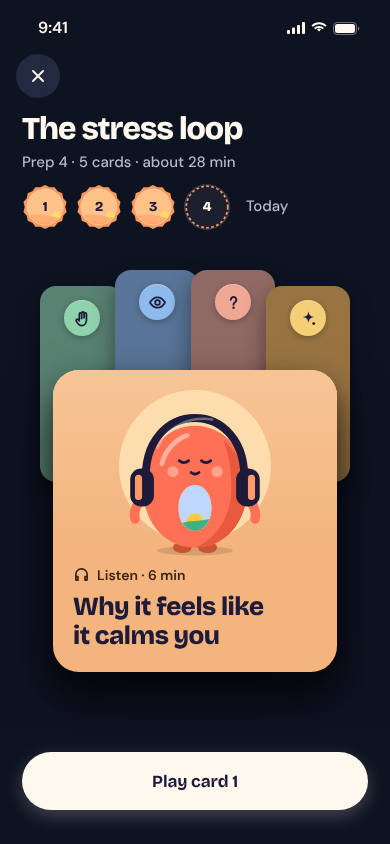 9:41
The stress loop
Prep 4 · 5 cards · about 28 min
1 2 3 4 Today
?
Listen · 6 min
Why it feels like
it calms you
Play card 1